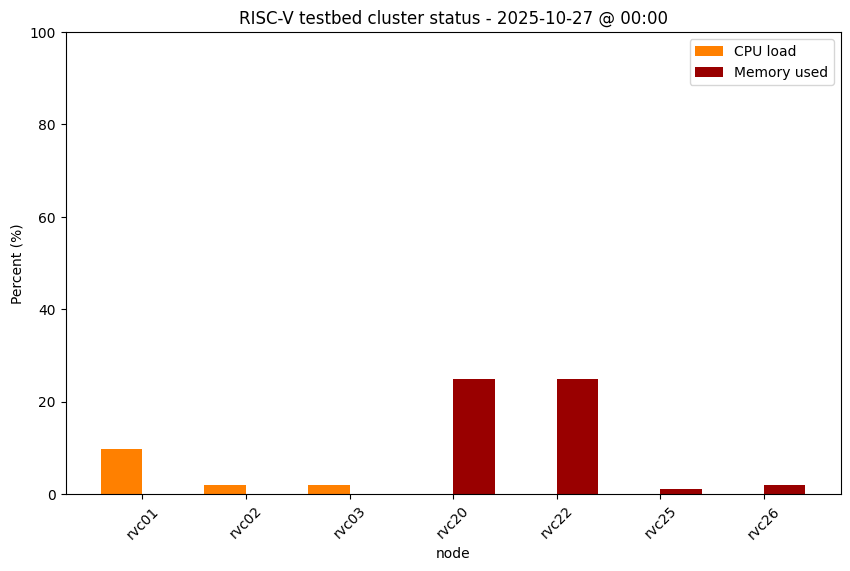 RISC-V testbed cluster status - 2025-10-27 @ 00:00
CPU load
Memory used
Percent (%)
100
80
60
40
20
0
rvc01
rvc02
rvc03
rvc20
rvc22
rvc25
rvc26
node